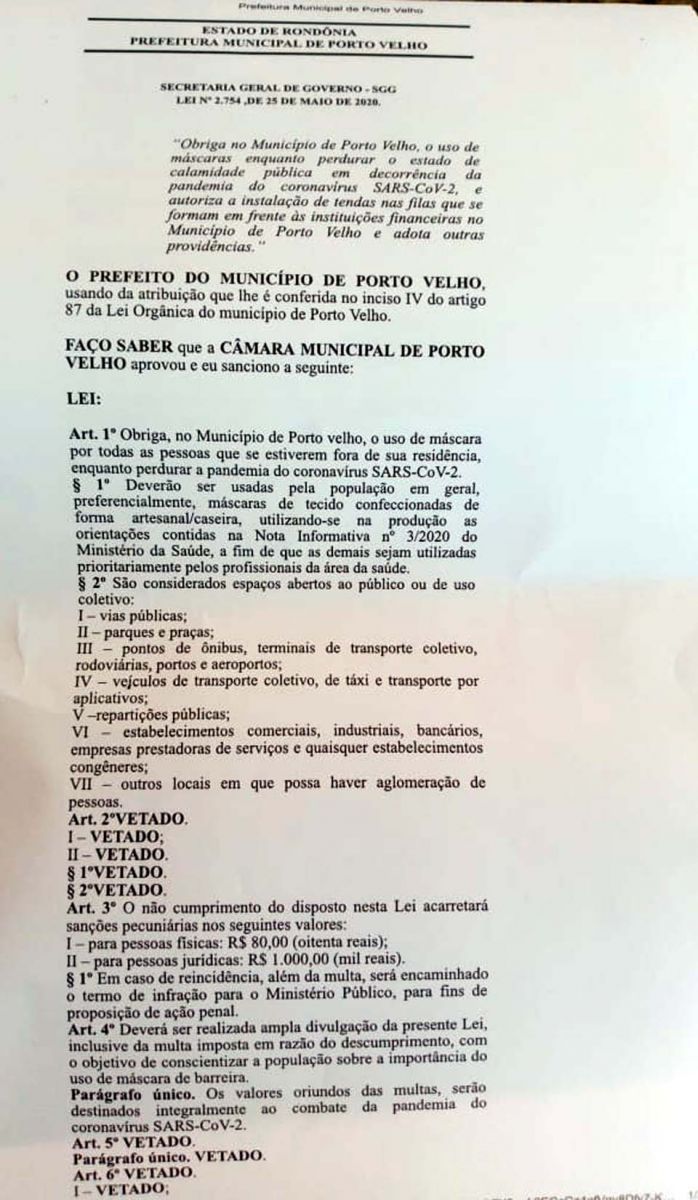 Prefeitura Municipal de Porto Velho
ESTADO DE RONDÔNIA
PREFEITURA MUNICIPAL DE PORTO VELHO
SECRETARIA GERAL DE GOVERNO - SGG
LEI Nº 2.754 ,DE 25 DE MAIO DE 2020.
"Obriga no Município de Porto Velho, o uso de
máscaras enquanto perdurar o estado de
calamidade pública em decorrência da
pandemia do coronavírus SARS-CoV-2, e
autoriza a instalação de tendas nas filas que se
formam em frente às instituições financeiras no
Município de Porto Velho e adota outras
providências."
O PREFEITO DO MUNICÍPIO DE PORTO VELHO,
usando da atribuição que lhe é conferida no inciso IV do artigo
87 da Lei Orgânica do município de Porto Velho.
FAÇO SABER que a CÂMARA MUNICIPAL DE PORTO
VELHO aprovou e eu sanciono a seguinte:
LEI:
Art. 1º Obriga, no Município de Porto velho, o uso de máscara
por todas as pessoas que se estiverem fora de sua residência,
enquanto perdurar a pandemia do coronavírus SARS-CoV-2.
§ 1º Deverão ser usadas pela população em geral,
preferencialmente, máscaras de tecido confeccionadas de
forma artesanal/caseira, utilizando-se na produção as
orientações contidas na Nota Informativa nº 3/2020 do
Ministério da Saúde, a fim de que as demais sejam utilizadas
prioritariamente pelos profissionais da área da saúde.
§ 2º São considerados espaços abertos ao público ou de uso
coletivo:
I – vias públicas;
II – parques e praças;
III – pontos de ônibus, terminais de transporte coletivo,
rodoviárias, portos e aeroportos;
IV – veículos de transporte coletivo, de táxi e transporte por
aplicativos;
V –repartições públicas;
VI – estabelecimentos comerciais, industriais, bancários,
empresas prestadoras de serviços e quaisquer estabelecimentos
congêneres;
VII – outros locais em que possa haver aglomeração de
pessoas.
Art. 2ºVETADO.
I – VETADO;
II – VETADO.
§ 1ºVETADO.
§ 2ºVETADO.
Art. 3º O não cumprimento do disposto nesta Lei acarretará
sanções pecuniárias nos seguintes valores:
I – para pessoas físicas: R$ 80,00 (oitenta reais);
II – para pessoas jurídicas: R$ 1.000,00 (mil reais).
§ 1º Em caso de reincidência, além da multa, será encaminhado
o termo de infração para o Ministério Público, para fins de
proposição de ação penal.
Art. 4º Deverá ser realizada ampla divulgação da presente Lei,
inclusive da multa imposta em razão do descumprimento, com
o objetivo de conscientizar a população sobre a importância do
uso de máscara de barreira.
Parágrafo único. Os valores oriundos das multas, serão
destinados integralmente ao combate da pandemia do
coronavírus SARS-CoV-2.
Art. 5º VETADO.
Parágrafo único. VETADO.
Art. 6º VETADO.
I – VETADO;